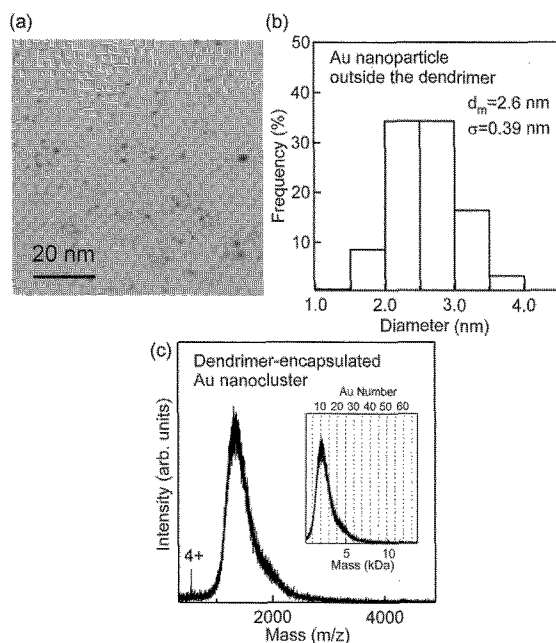 (a)
20 nm
(b)
Au nanoparticle
outside the dendrimer
dm=2.6 nm
σ=0.39 nm
Frequency (%)
50
40
30
20
10
1.0 2.0 3.0 4.0
Diameter (nm)
(c)
Dendrimer-encapsulated
Au nanocluster
Au Number
10 20 30 40 50 60
5 10
Mass (kDa)
4+
Intensity (arb. units)
2000 4000
Mass (m/z)